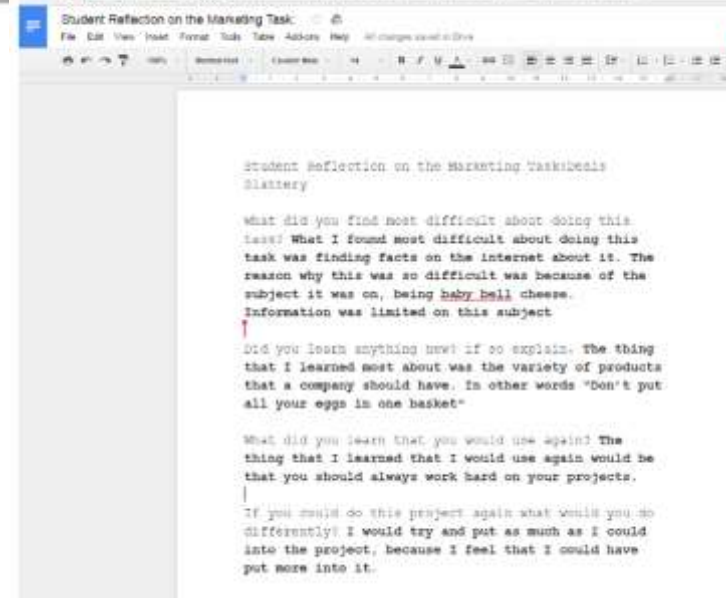 Student Reflection on the Marketing Task:
File Edit View Insert Format Tools Table Add-ons Help All changes saved in Drive
100% Normal text Courier New 14 B I U A
Student Reflection on the Marketing Task:Denis
Slattery
What did you find most difficult about doing this
task? What I found most difficult about doing this
task was finding facts on the internet about it. The
reason why this was so difficult was because of the
subject it was on, being baby bell cheese.
Information was limited on this subject
Did you learn anything new? if so explain. The thing
that I learned most about was the variety of products
that a company should have. In other words "Don't put
all your eggs in one basket"
What did you learn that you would use again? The
thing that I learned that I would use again would be
that you should always work hard on your projects.
If you could do this project again what would you do
differently? I would try and put as much as I could
into the project, because I feel that I could have
put more into it.